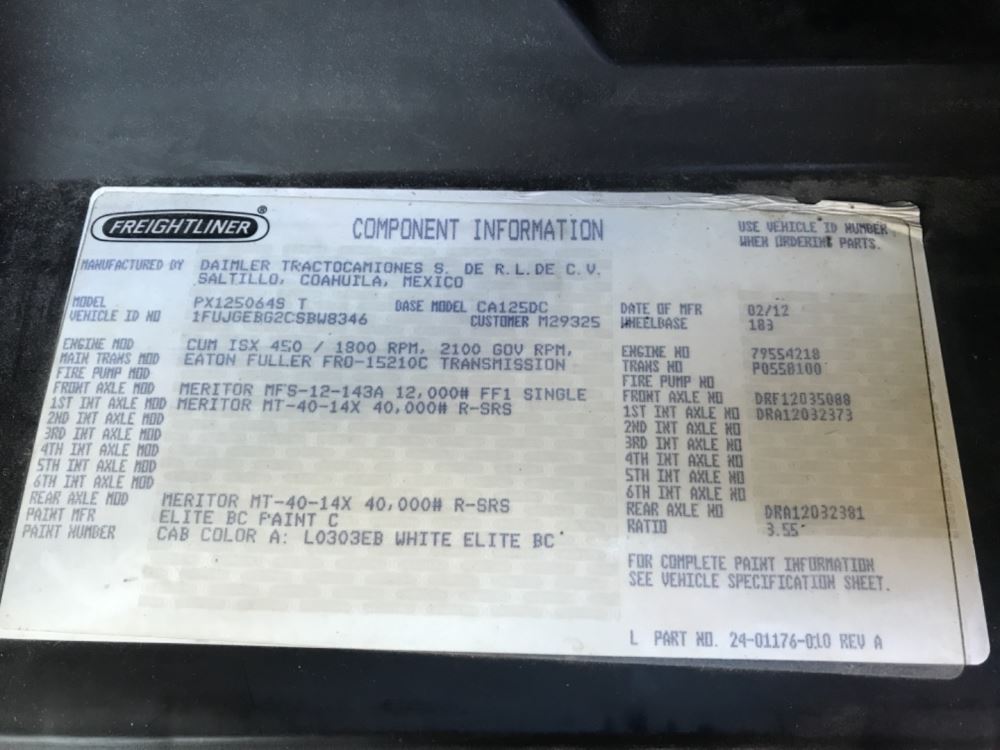 FREIGHTLINER ®
COMPONENT INFORMATION
USE VEHICLE ID NUMBER
WHEN ORDERING PARTS.
MANUFACTURED BY DAIMLER TRACTOCAMIONES S. DE R.L.DE C.V.
SALTILLO, COAHUILA, MEXICO
MODEL PX125064S T BASE MODEL CA125DC
VEHICLE ID NO 1FUJGEBG2CSBW8346 CUSTOMER M29325
DATE OF MFR 02/12
WHEELBASE 183
ENGINE MOD CUM ISX 450 / 1800 RPM, 2100 GOV RPM,
MAIN TRANS MOD EATON FULLER FRO-15210C TRANSMISSION
FIRE PUMP MOD
FRONT AXLE MOD MERITOR MFS-12-143A 12,000# FF1 SINGLE
1ST INT AXLE MOD MERITOR MT-40-14X 40,000# R-SRS
2ND INT AXLE MOD
3RD INT AXLE MOD
4TH INT AXLE MOD
5TH INT AXLE MOD
6TH INT AXLE MOD
REAR AXLE MOD MERITOR MT-40-14X 40,000# R-SRS
PAINT MFR ELITE BC PAINT C
PAINT NUMBER CAB COLOR A: L0303EB WHITE ELITE BC
ENGINE NO 79554218
TRANS NO P0558100
FIRE PUMP NO
FRONT AXLE NO DRF12035088
1ST INT AXLE NO DRA12032373
2ND INT AXLE NO
3RD INT AXLE NO
4TH INT AXLE NO
5TH INT AXLE NO
6TH INT AXLE NO
REAR AXLE NO DRA12032381
RATIO 3.55
FOR COMPLETE PAINT INFORMATION
SEE VEHICLE SPECIFICATION SHEET.
L PART NO. 24-01176-010 REV A